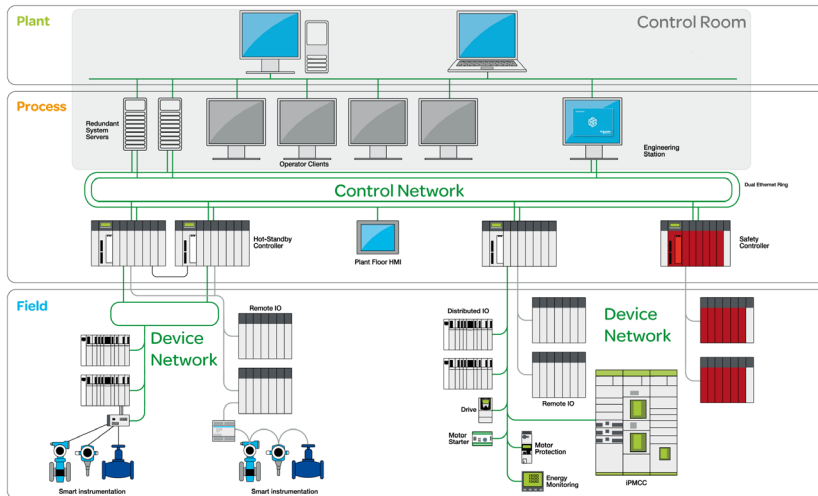 Plant
Control Room
Process
Redundant
System
Servers
Operator Clients
Engineering
Station
Control Network
Dual Ethernet Ring
Hot-Standby
Controller
Plant Floor HMI
Safety
Controller
Field
Remote IO
Distributed IO
Device
Network
Device
Network
Remote IO
Drive
Motor
Starter
Motor
Protection
Energy
Monitoring
iPMCC
Smart instrumentation
Smart instrumentation